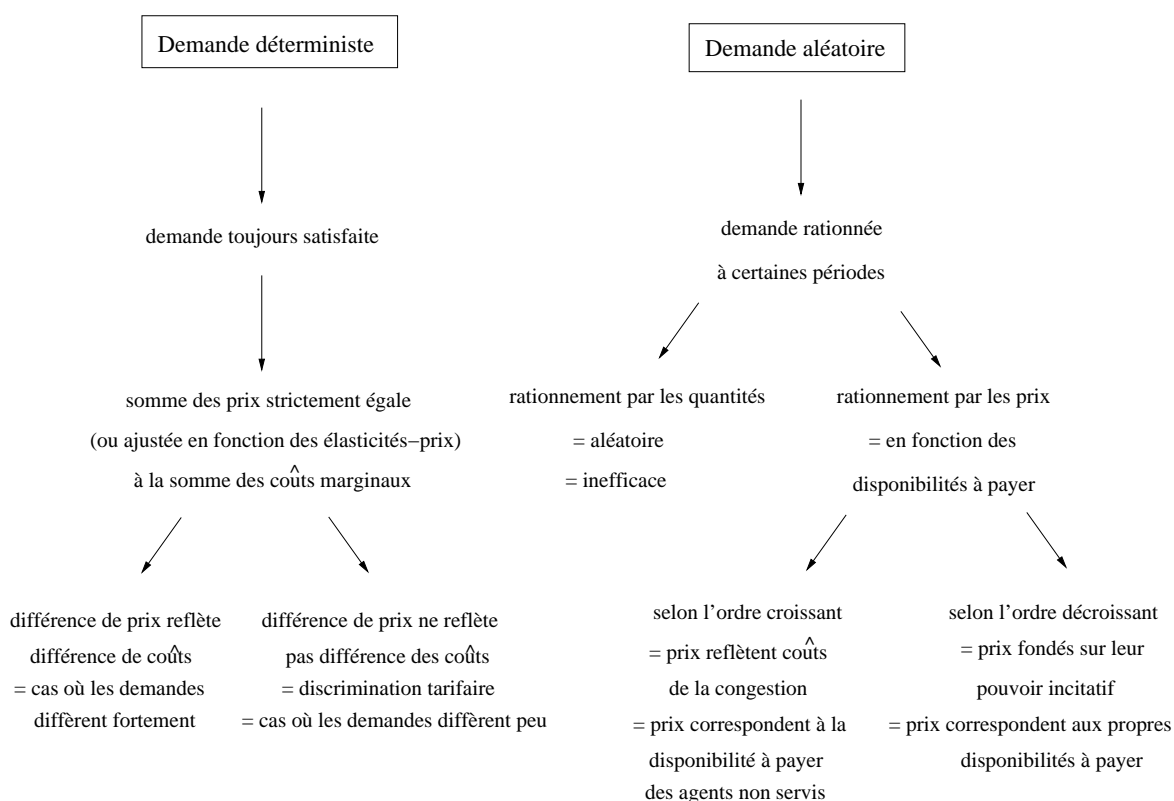 Demande déterministe
demande toujours satisfaite
somme des prix strictement égale
(ou ajustée en fonction des élasticités−prix)
à la somme des coûts marginaux
différence de prix reflète
différence de coûts
= cas où les demandes
diffèrent fortement
différence de prix ne reflète
pas différence des coûts
= discrimination tarifaire
= cas où les demandes diffèrent peu
Demande aléatoire
demande rationnée
à certaines périodes
rationnement par les quantités
= aléatoire
= inefficace
rationnement par les prix
= en fonction des
disponibilités à payer
selon l'ordre croissant
= prix reflètent coûts
de la congestion
= prix correspondent à la
disponibilité à payer
des agents non servis
selon l'ordre décroissant
= prix fondés sur leur
pouvoir incitatif
= prix correspondent aux propres
disponibilités à payer